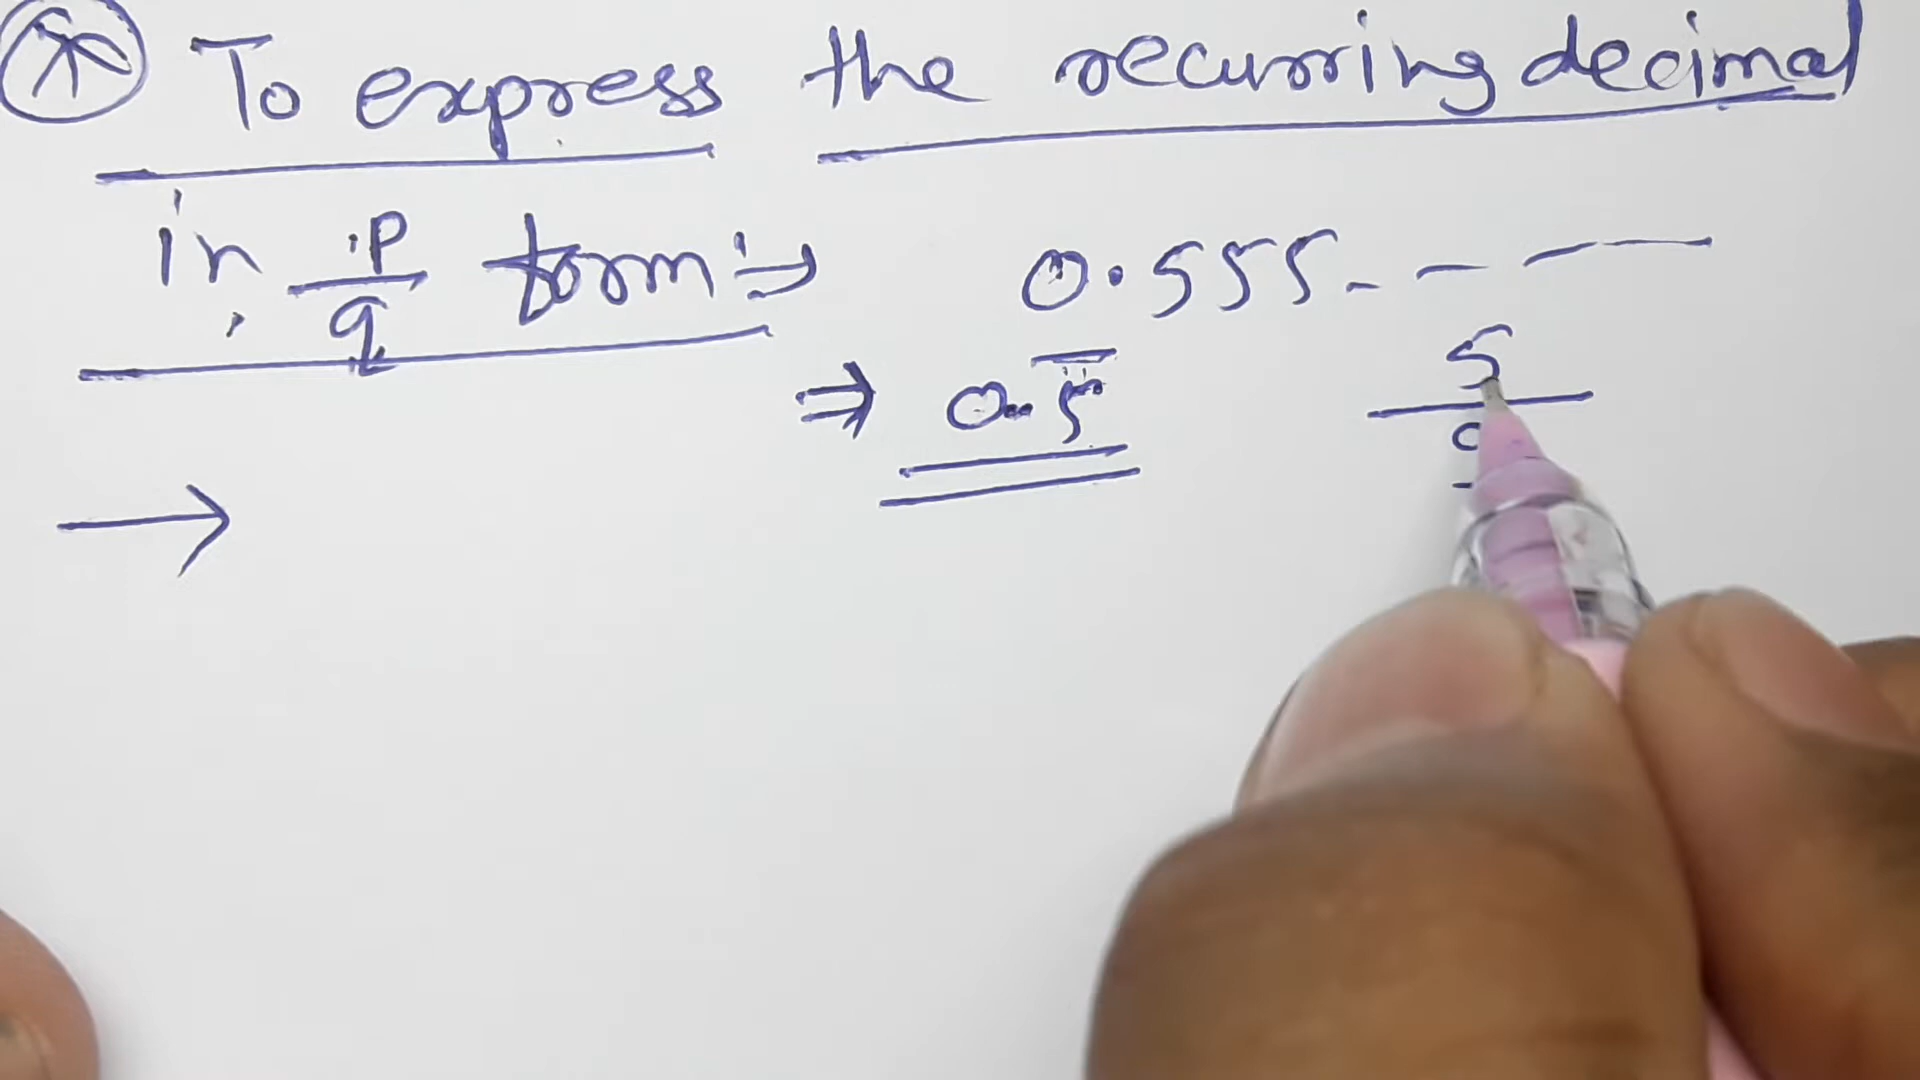 To express the recurring decimal
in p/q form :→ 0.555- - - -
⇒ 0.5̅ 5
→